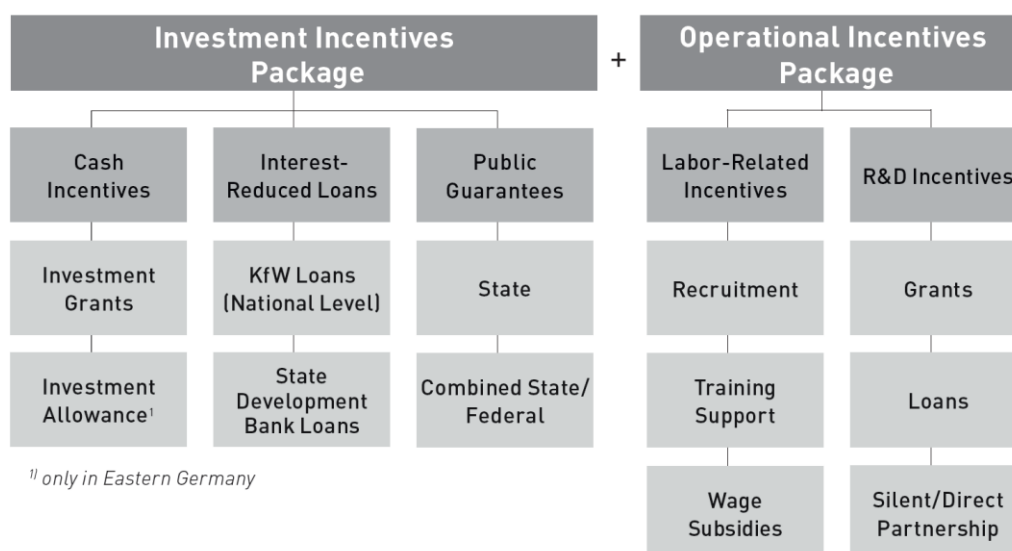 Investment Incentives
Package
+
Operational Incentives
Package
Cash
Incentives
Interest-
Reduced Loans
Public
Guarantees
Labor-Related
Incentives
R&D Incentives
Investment
Grants
KfW Loans
(National Level)
State
Recruitment
Grants
Investment
Allowance¹
State
Development
Bank Loans
Combined State/
Federal
Training
Support
Loans
¹⁾ only in Eastern Germany
Wage
Subsidies
Silent/Direct
Partnership